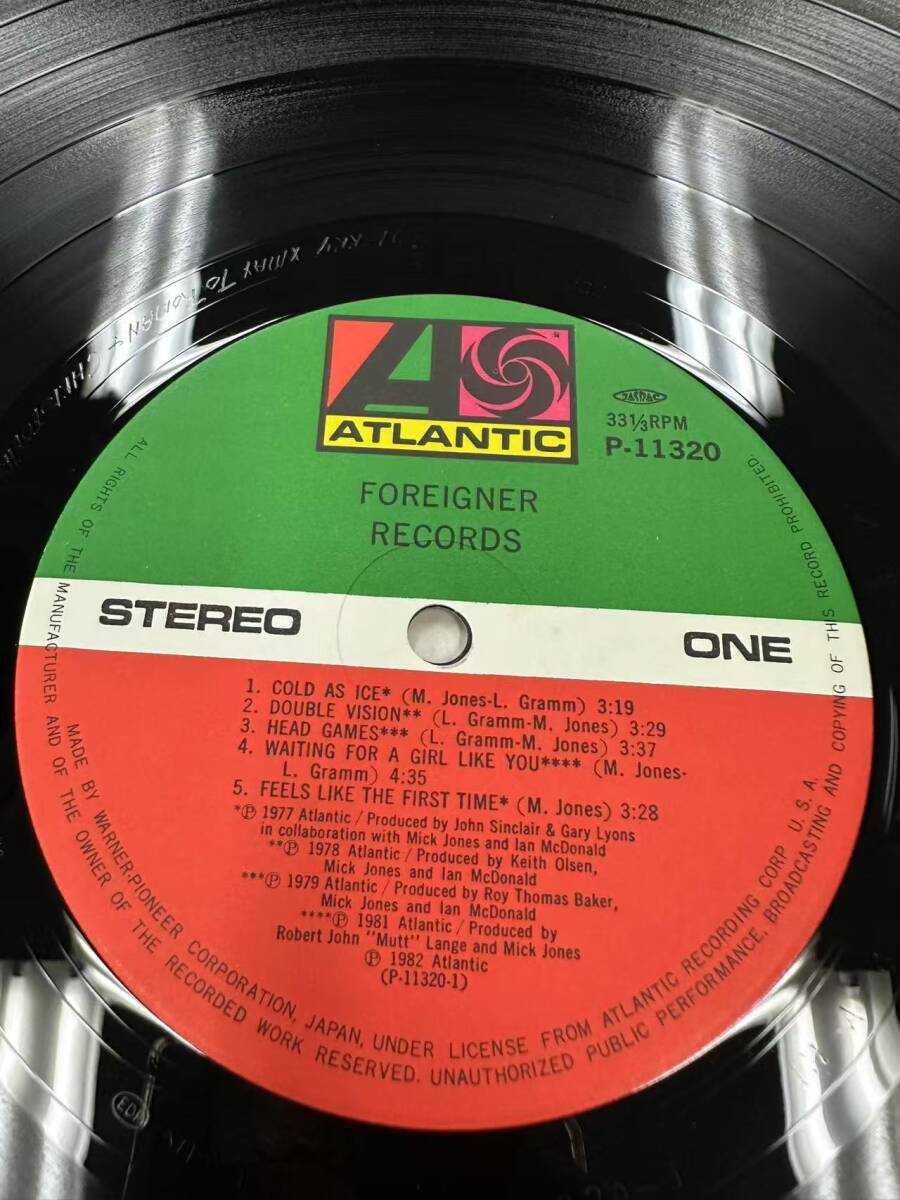 XMAS TO ROMAN &
ATLANTIC
JASRAC
33⅓RPM
P-11320
FOREIGNER
RECORDS
STEREO
ONE
1. COLD AS ICE* (M. Jones-L. Gramm) 3:19
2. DOUBLE VISION** (L. Gramm-M. Jones) 3:29
3. HEAD GAMES*** (L. Gramm-M. Jones) 3:37
4. WAITING FOR A GIRL LIKE YOU**** (M. Jones-
L. Gramm) 4:35
5. FEELS LIKE THE FIRST TIME* (M. Jones) 3:28
*Ⓟ 1977 Atlantic / Produced by John Sinclair & Gary Lyons
in collaboration with Mick Jones and Ian McDonald
**Ⓟ 1978 Atlantic / Produced by Keith Olsen,
Mick Jones and Ian McDonald
***Ⓟ 1979 Atlantic / Produced by Roy Thomas Baker,
Mick Jones and Ian McDonald
****Ⓟ 1981 Atlantic / Produced by
Robert John "Mutt" Lange and Mick Jones
Ⓟ 1982 Atlantic
(P-11320-1)
MADE BY WARNER-PIONEER CORPORATION, JAPAN, UNDER LICENSE FROM ATLANTIC RECORDING CORP. U.S.A.
ALL RIGHTS OF THE MANUFACTURER AND OF THE OWNER OF THE RECORDED WORK RESERVED. UNAUTHORIZED PUBLIC PERFORMANCE, BROADCASTING AND COPYING OF THIS RECORD PROHIBITED.